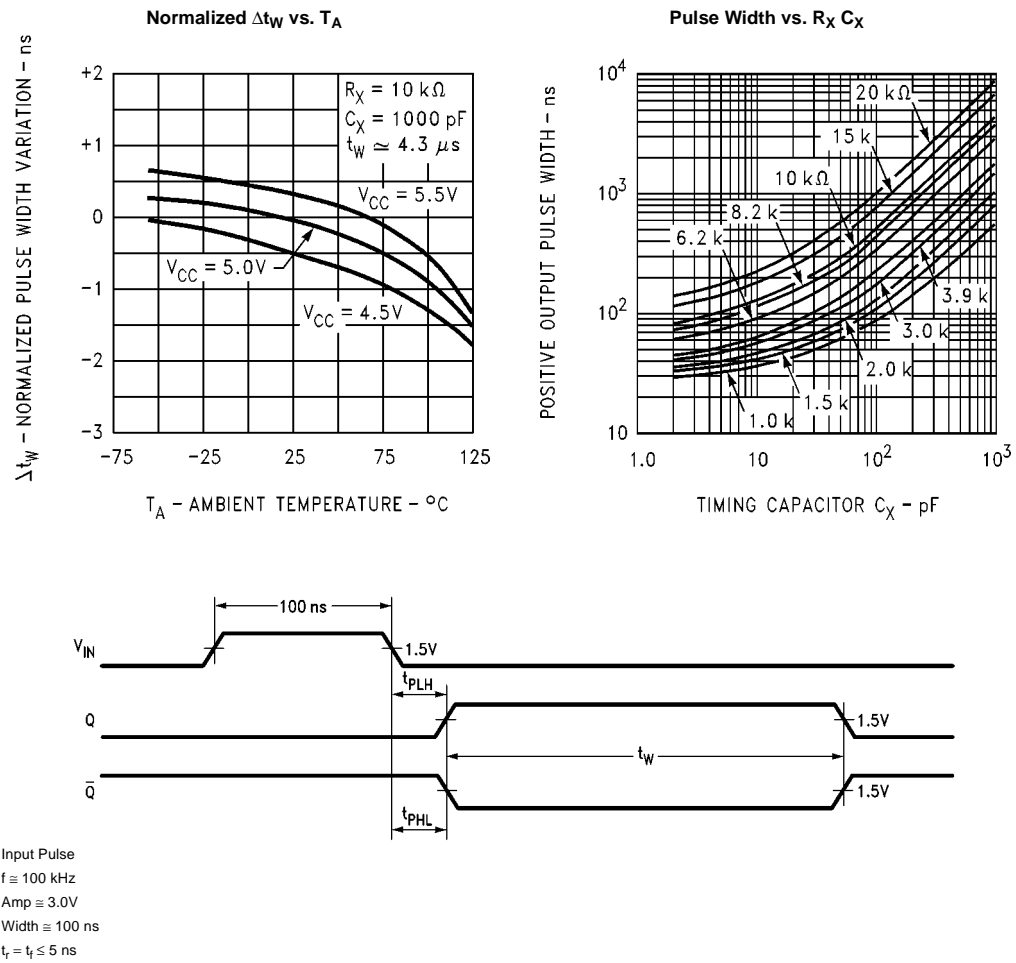 Normalized Δt_W vs. T_A
Δt_W – NORMALIZED PULSE WIDTH VARIATION – ns
+2
+1
0
-1
-2
-3
R_X = 10 kΩ
C_X = 1000 pF
t_W ≃ 4.3 μs
V_CC = 5.5V
V_CC = 5.0V
V_CC = 4.5V
-75
-25
25
75
125
T_A – AMBIENT TEMPERATURE – °C
Pulse Width vs. R_X C_X
POSITIVE OUTPUT PULSE WIDTH – ns
10^4
10^3
10^2
10
20 kΩ
15 k
10 kΩ
8.2 k
6.2 k
3.9 k
3.0 k
2.0 k
1.5 k
1.0 k
1.0
10
10^2
10^3
TIMING CAPACITOR C_X – pF
100 ns
V_IN
1.5V
t_PLH
Q
1.5V
t_W
Q̅
1.5V
t_PHL
Input Pulse
f ≅ 100 kHz
Amp ≅ 3.0V
Width ≅ 100 ns
t_r = t_f ≤ 5 ns